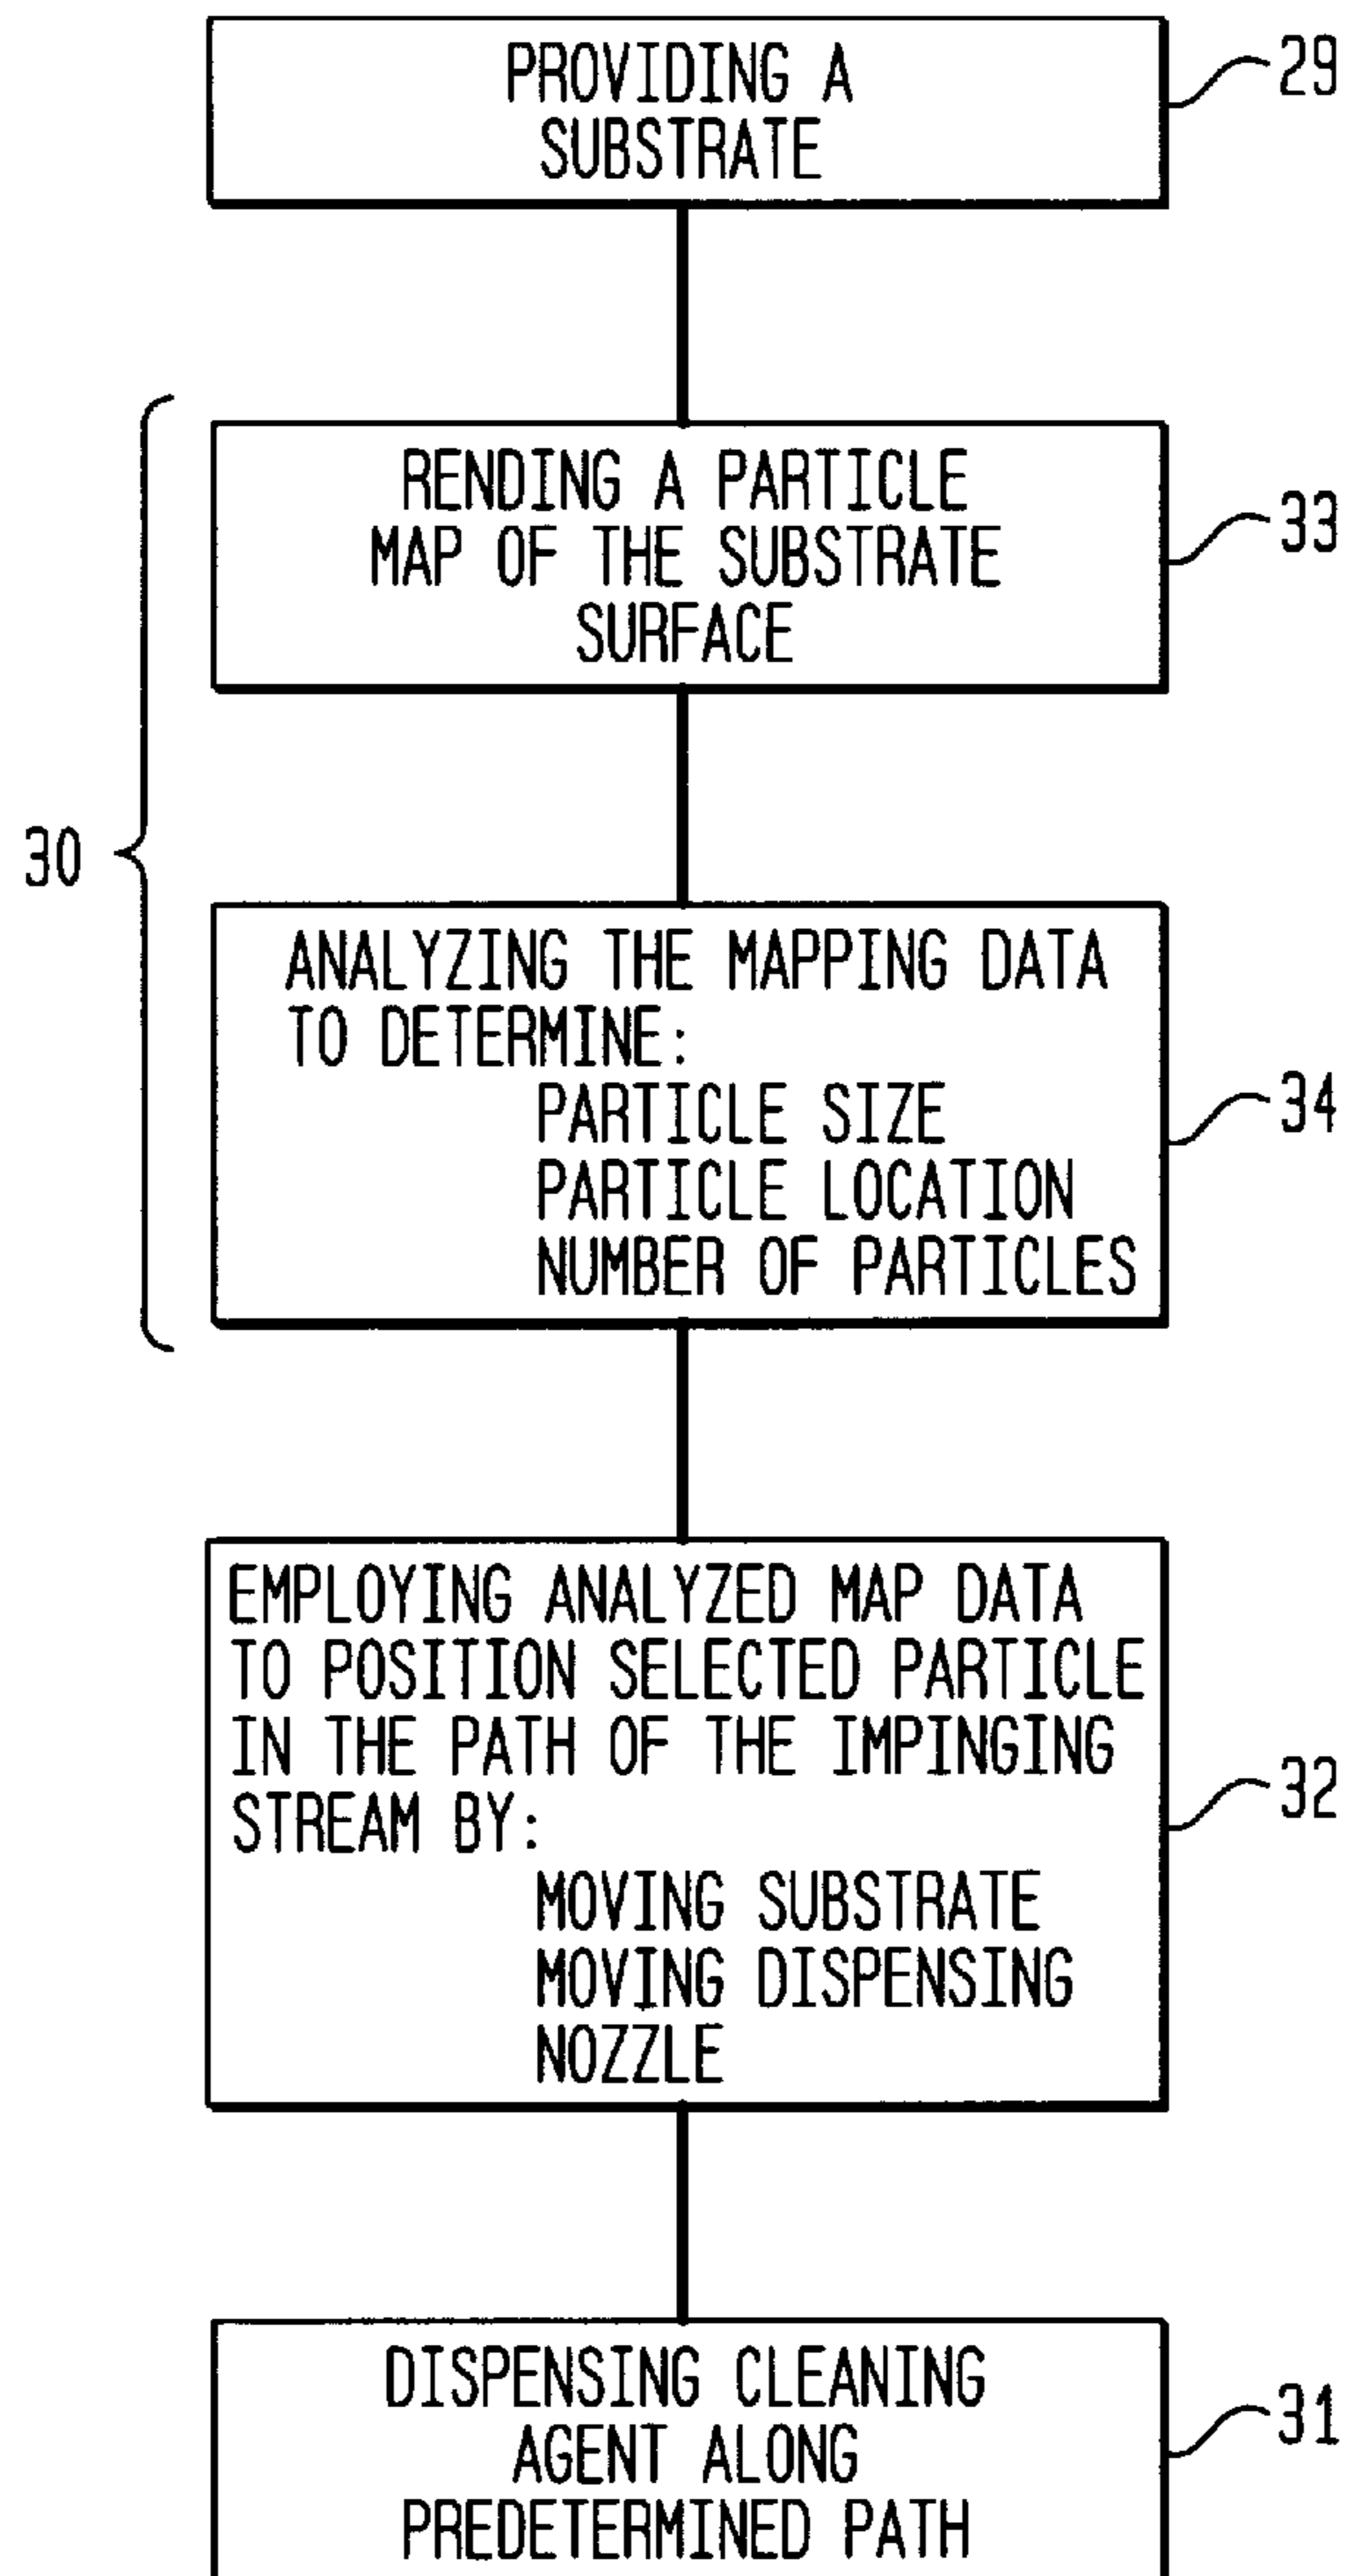 PROVIDING A
SUBSTRATE
29
RENDING A PARTICLE
MAP OF THE SUBSTRATE
SURFACE
33
30
ANALYZING THE MAPPING DATA
TO DETERMINE:
PARTICLE SIZE
PARTICLE LOCATION
NUMBER OF PARTICLES
34
EMPLOYING ANALYZED MAP DATA
TO POSITION SELECTED PARTICLE
IN THE PATH OF THE IMPINGING
STREAM BY:
MOVING SUBSTRATE
MOVING DISPENSING
NOZZLE
32
DISPENSING CLEANING
AGENT ALONG
PREDETERMINED PATH
31